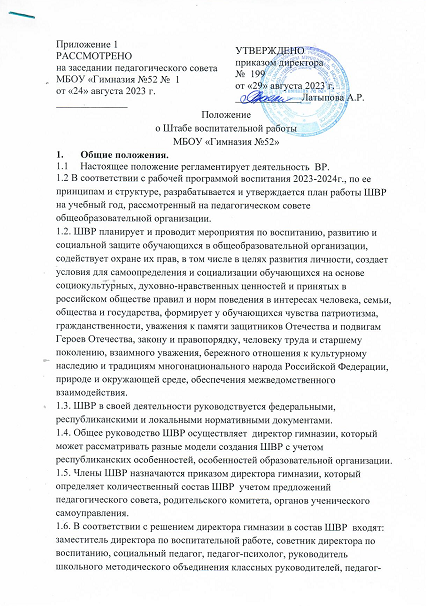 Приложение 1
РАССМОТРЕНО
на заседании педагогического совета
МБОУ «Гимназия №52 № 1
от «24» августа 2023 г.
УТВЕРЖДЕНО
приказом директора
№ 199
от «29» августа 2023 г.
Латыпова А.Р.
Положение
о Штабе воспитательной работы
МБОУ «Гимназия №52»
1. Общие положения.
1.1 Настоящее положение регламентирует деятельность ВР.
1.2 В соответствии с рабочей программой воспитания 2023-2024г., по ее
принципам и структуре, разрабатывается и утверждается план работы ШВР
на учебный год, рассмотренный на педагогическом совете
общеобразовательной организации.
1.2. ШВР планирует и проводит мероприятия по воспитанию, развитию и
социальной защите обучающихся в общеобразовательной организации,
содействует охране их прав, в том числе в целях развития личности, создает
условия для самоопределения и социализации обучающихся на основе
социокультурных, духовно-нравственных ценностей и принятых в
российском обществе правил и норм поведения в интересах человека, семьи,
общества и государства, формирует у обучающихся чувства патриотизма,
гражданственности, уважения к памяти защитников Отечества и подвигам
Героев Отечества, закону и правопорядку, человеку труда и старшему
поколению, взаимного уважения, бережного отношения к культурному
наследию и традициям многонационального народа Российской Федерации,
природе и окружающей среде, обеспечения межведомственного
взаимодействия.
1.3. ШВР в своей деятельности руководствуется федеральными,
республиканскими и локальными нормативными документами.
1.4. Общее руководство ШВР осуществляет директор гимназии, который
может рассматривать разные модели создания ШВР с учетом
республиканских особенностей, особенностей образовательной организации.
1.5. Члены ШВР назначаются приказом директора гимназии, который
определяет количественный состав ШВР учетом предложений
педагогического совета, родительского комитета, органов ученического
самоуправления.
1.6. В соответствии с решением директора гимназии в состав ШВР входят:
заместитель директора по воспитательной работе, советник директора по
воспитанию, социальный педагог, педагог-психолог, руководитель
школьного методического объединения классных руководителей, педагог-